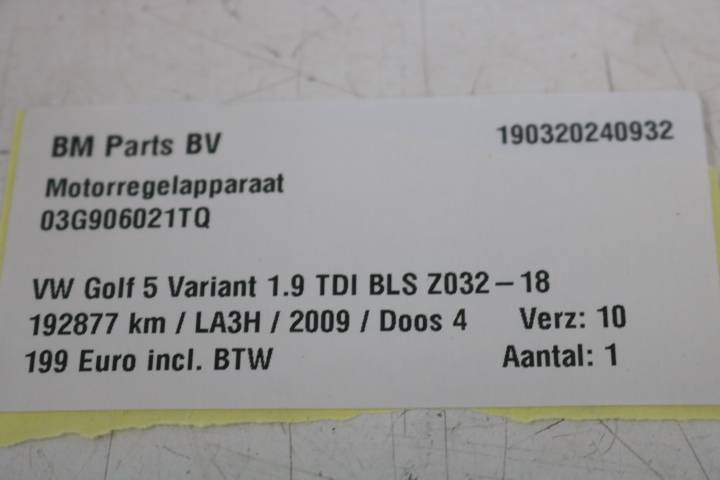 BM Parts BV 190320240932
Motorregelapparaat
03G906021TQ
VW Golf 5 Variant 1.9 TDI BLS Z032-18
192877 km / LA3H / 2009 / Doos 4 Verz: 10
199 Euro incl. BTW Aantal: 1